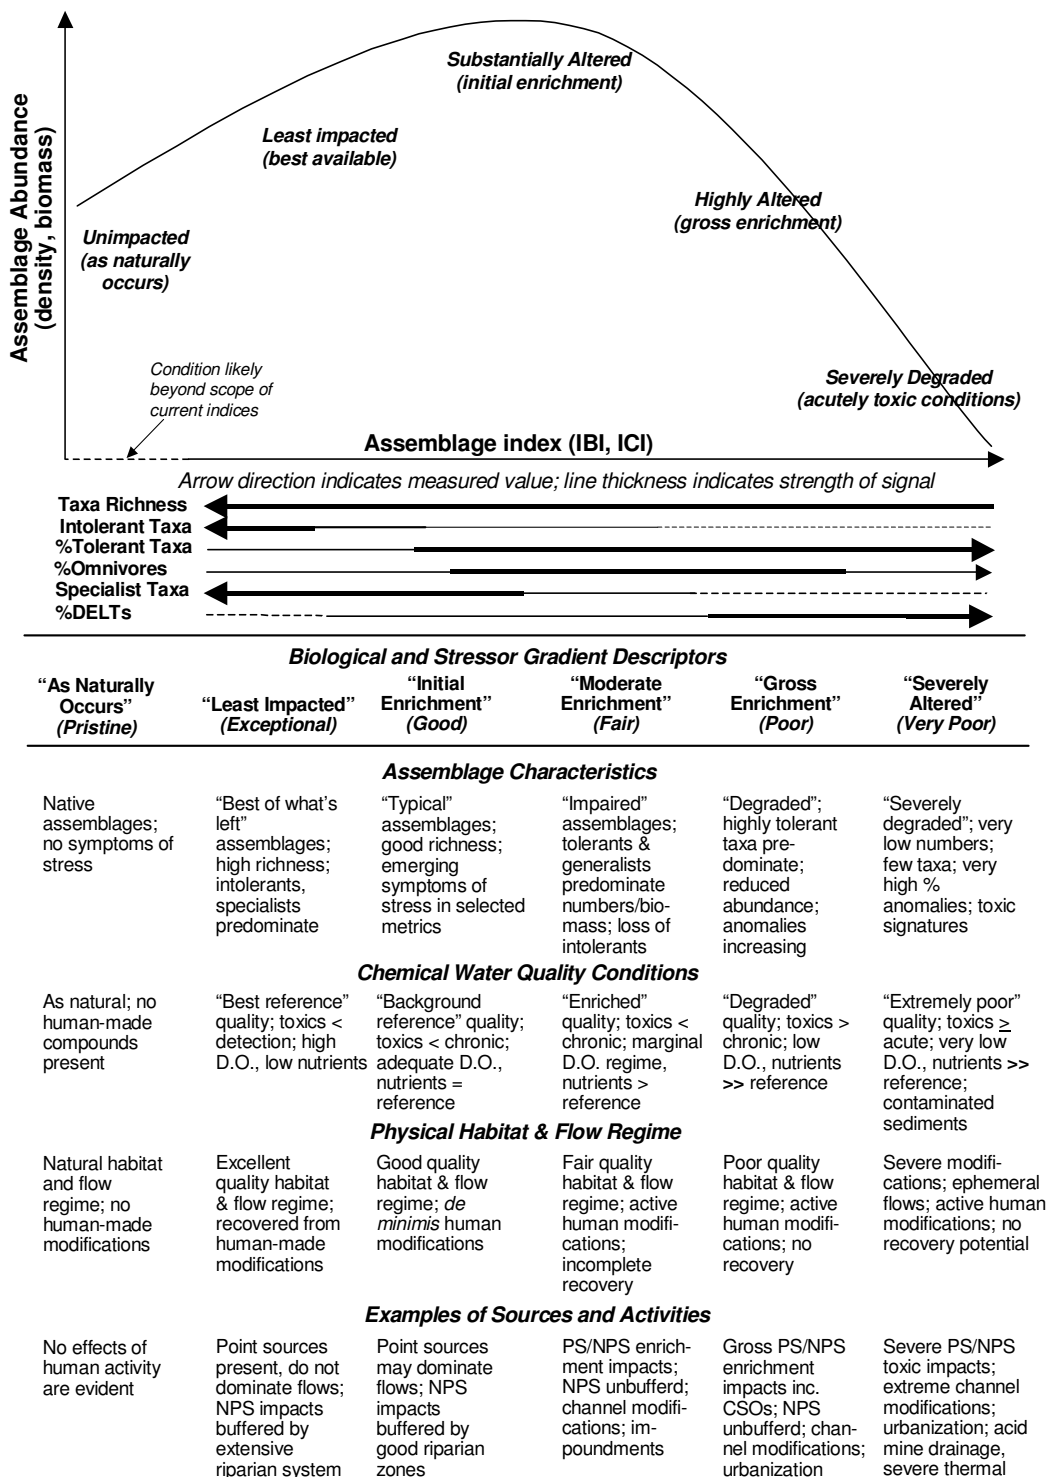 Assemblage Abundance
(density, biomass)
Substantially Altered
(initial enrichment)
Least impacted
(best available)
Highly Altered
(gross enrichment)
Unimpacted
(as naturally
occurs)
Condition likely
beyond scope of
current indices
Severely Degraded
(acutely toxic conditions)
Assemblage index (IBI, ICI)
Arrow direction indicates measured value; line thickness indicates strength of signal
Taxa Richness
Intolerant Taxa
%Tolerant Taxa
%Omnivores
Specialist Taxa
%DELTs
Biological and Stressor Gradient Descriptors
“As Naturally
Occurs”
(Pristine)
“Least Impacted”
(Exceptional)
“Initial
Enrichment”
(Good)
“Moderate
Enrichment”
(Fair)
“Gross
Enrichment”
(Poor)
“Severely
Altered”
(Very Poor)
Assemblage Characteristics
Native
assemblages;
no symptoms of
stress
“Best of what’s
left”
assemblages;
high richness;
intolerants,
specialists
predominate
“Typical”
assemblages;
good richness;
emerging
symptoms of
stress in selected
metrics
“Impaired”
assemblages;
tolerants &
generalists
predominate
numbers/bio-
mass; loss of
intolerants
“Degraded”;
highly tolerant
taxa pre-
dominate;
reduced
abundance;
anomalies
increasing
“Severely
degraded”; very
low numbers;
few taxa; very
high %
anomalies; toxic
signatures
Chemical Water Quality Conditions
As natural; no
human-made
compounds
present
“Best reference”
quality; toxics <
detection; high
D.O., low nutrients
“Background
reference” quality;
toxics < chronic;
adequate D.O.,
nutrients =
reference
“Enriched”
quality; toxics <
chronic; marginal
D.O. regime,
nutrients >
reference
“Degraded”
quality; toxics >
chronic; low
D.O., nutrients
>> reference
“Extremely poor”
quality; toxics ≥
acute; very low
D.O., nutrients >>
reference;
contaminated
sediments
Physical Habitat & Flow Regime
Natural habitat
and flow
regime; no
human-made
modifications
Excellent
quality habitat
& flow regime;
recovered from
human-made
modifications
Good quality
habitat & flow
regime; de
minimis human
modifications
Fair quality
habitat & flow
regime; active
human modifi-
cations;
incomplete
recovery
Poor quality
habitat & flow
regime; active
human modifi-
cations; no
recovery
Severe modifi-
cations; ephemeral
flows; active human
modifications; no
recovery potential
Examples of Sources and Activities
No effects of
human activity
are evident
Point sources
present, do not
dominate flows;
NPS impacts
buffered by
extensive
riparian system
Point sources
may dominate
flows; NPS
impacts
buffered by
good riparian
zones
PS/NPS enrich-
ment impacts;
NPS unbufferd;
channel modifi-
cations; im-
poundments
Gross PS/NPS
enrichment
impacts inc.
CSOs; NPS
unbufferd; chan-
nel modifications;
urbanization
Severe PS/NPS
toxic impacts;
extreme channel
modifications;
urbanization; acid
mine drainage,
severe thermal